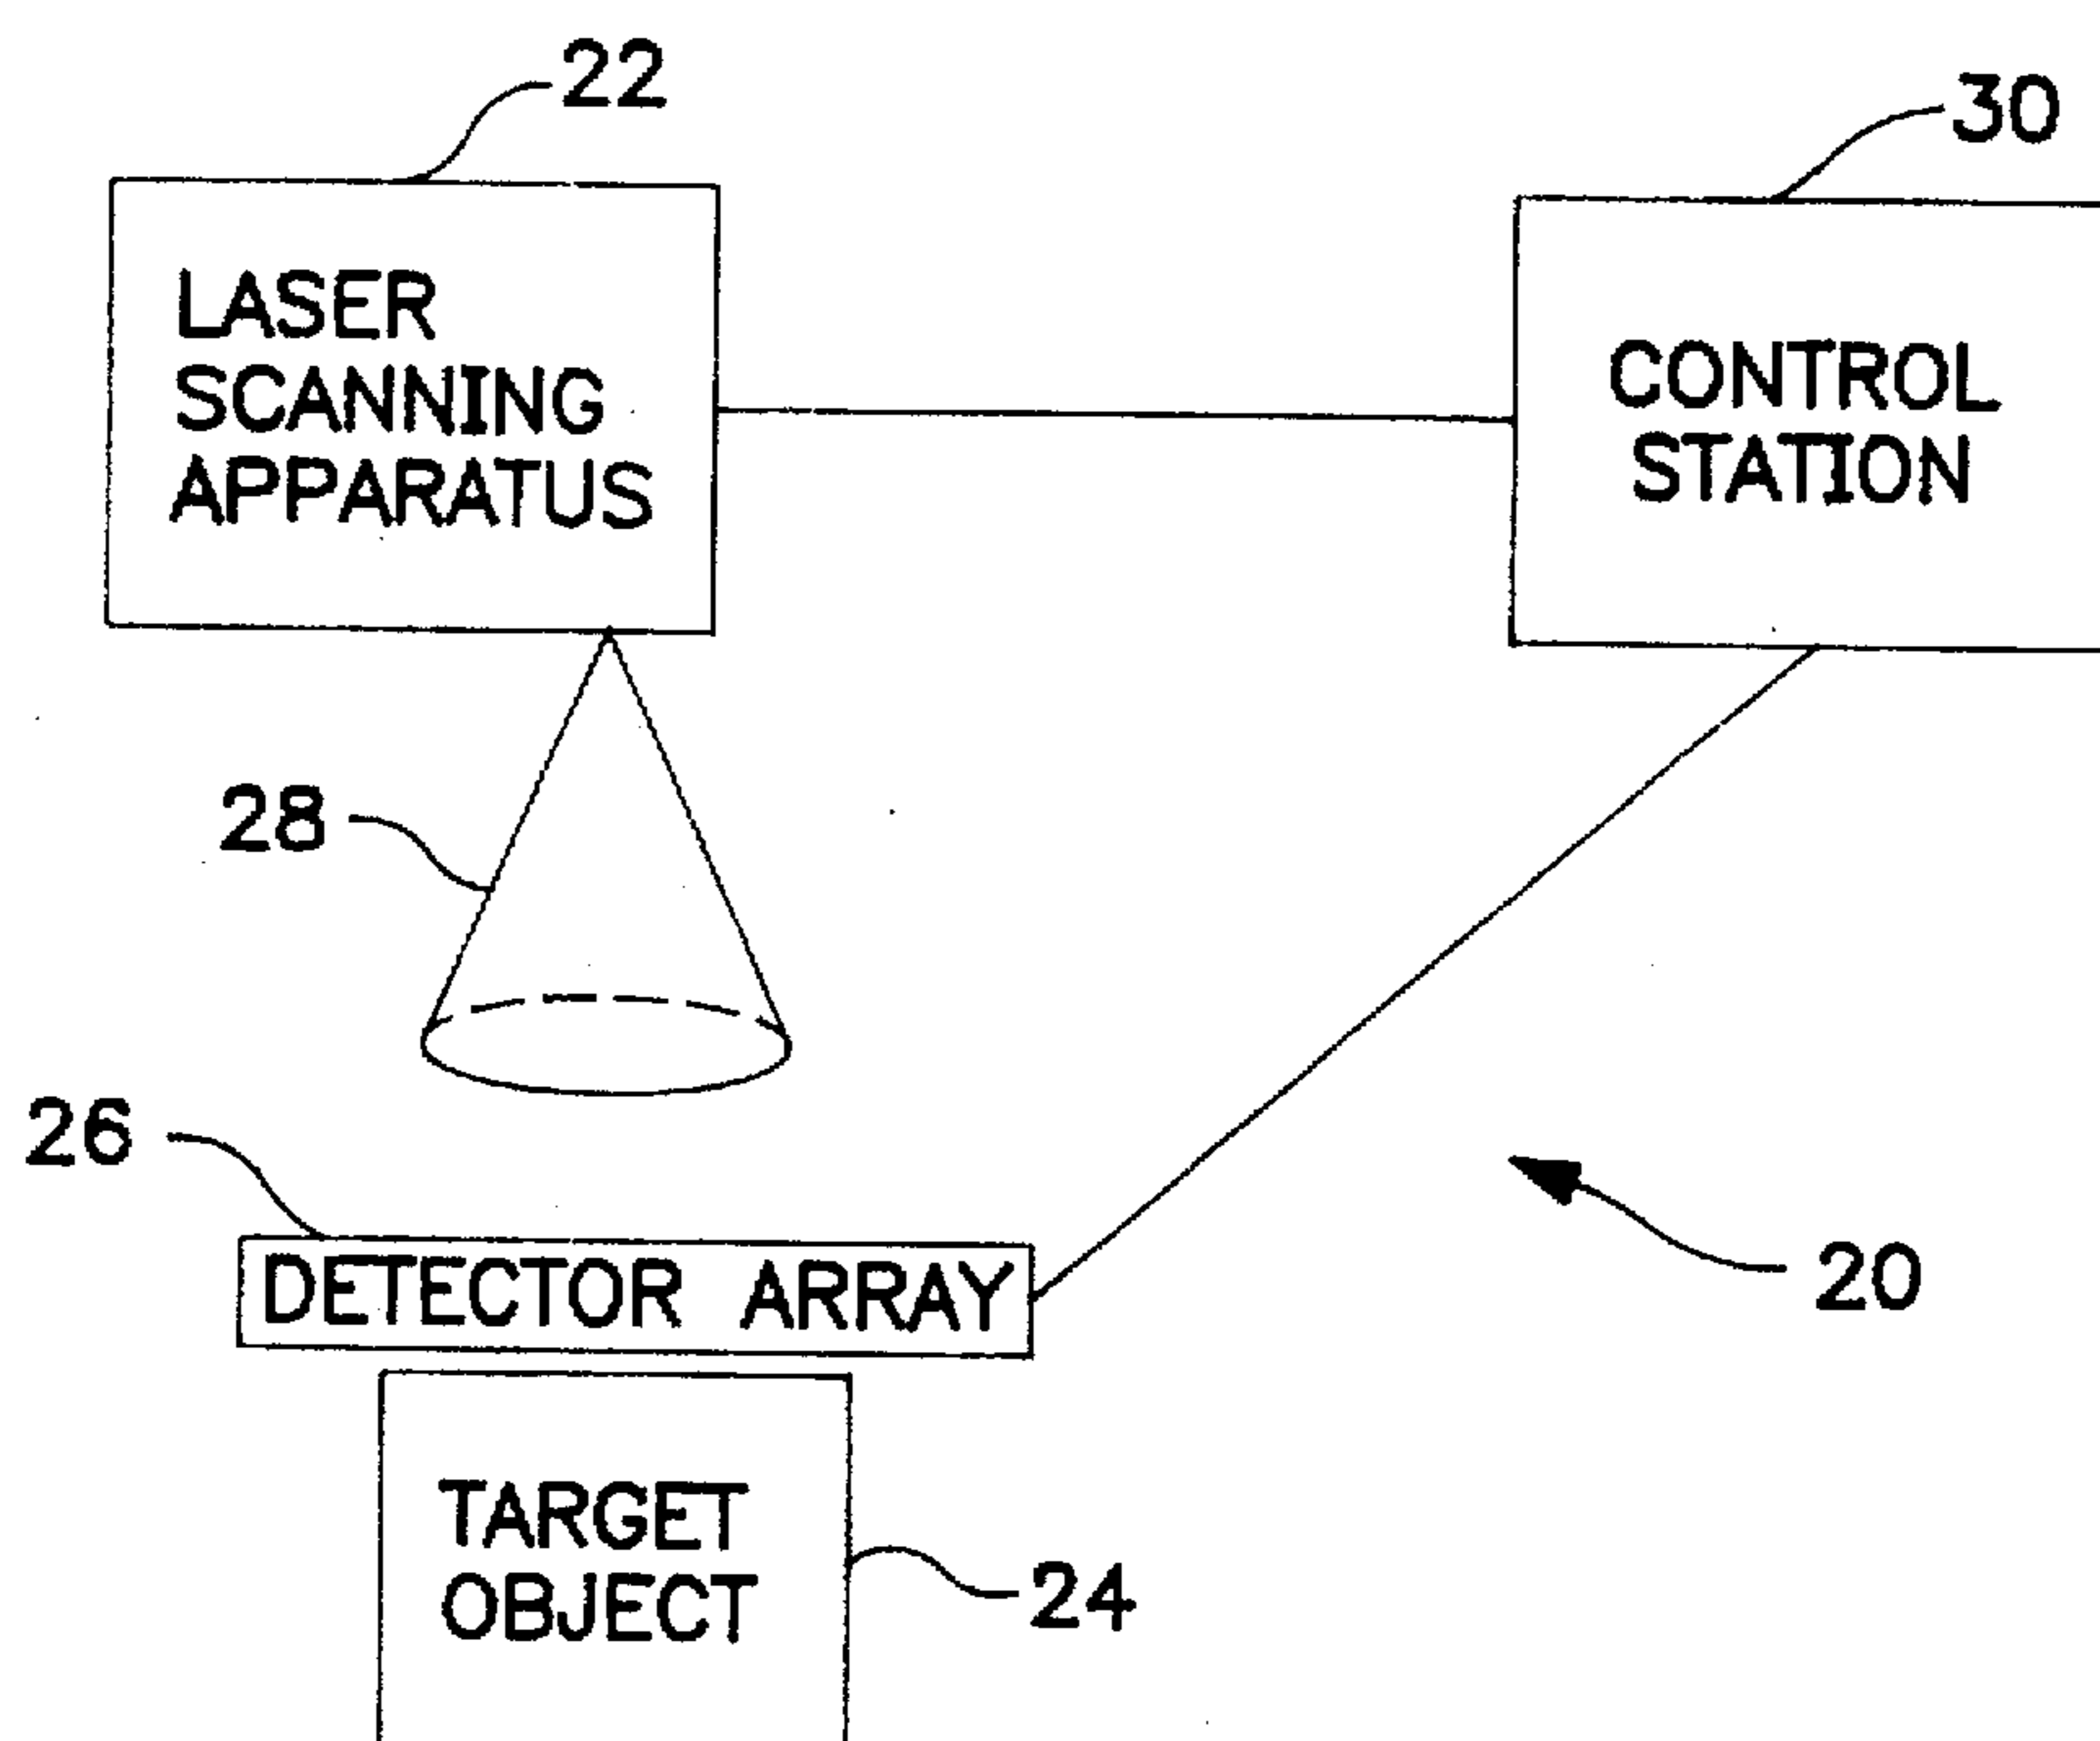 22
30
LASER
SCANNING
APPARATUS
CONTROL
STATION
28
26
DETECTOR ARRAY
20
TARGET
OBJECT
24